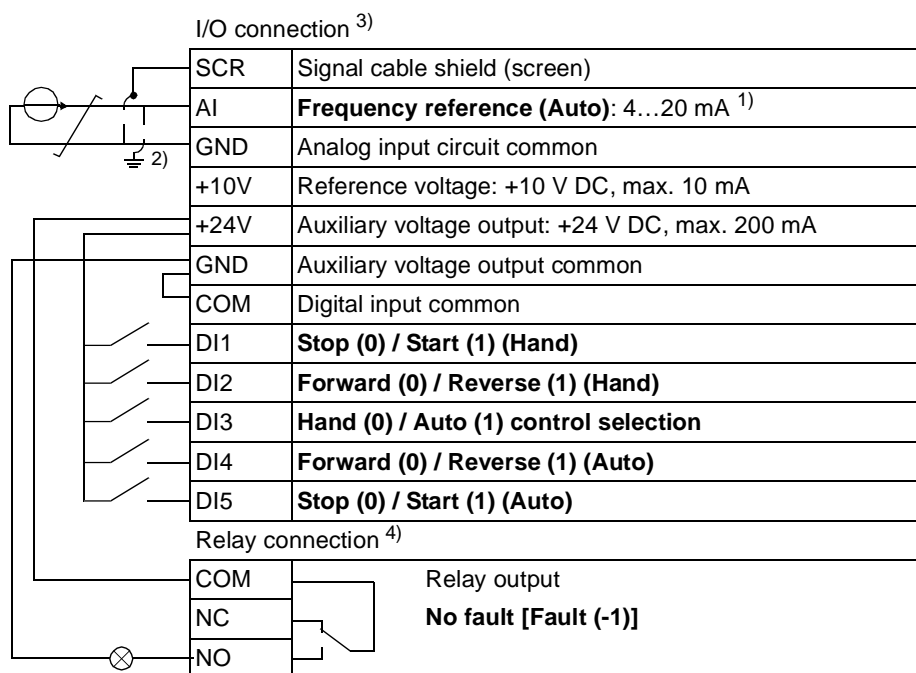 I/O connection 3)
SCR Signal cable shield (screen)
AI Frequency reference (Auto): 4…20 mA 1)
GND Analog input circuit common
2)
+10V Reference voltage: +10 V DC, max. 10 mA
+24V Auxiliary voltage output: +24 V DC, max. 200 mA
GND Auxiliary voltage output common
COM Digital input common
DI1 Stop (0) / Start (1) (Hand)
DI2 Forward (0) / Reverse (1) (Hand)
DI3 Hand (0) / Auto (1) control selection
DI4 Forward (0) / Reverse (1) (Auto)
DI5 Stop (0) / Start (1) (Auto)
Relay connection 4)
COM Relay output
NC No fault [Fault (-1)]
NO